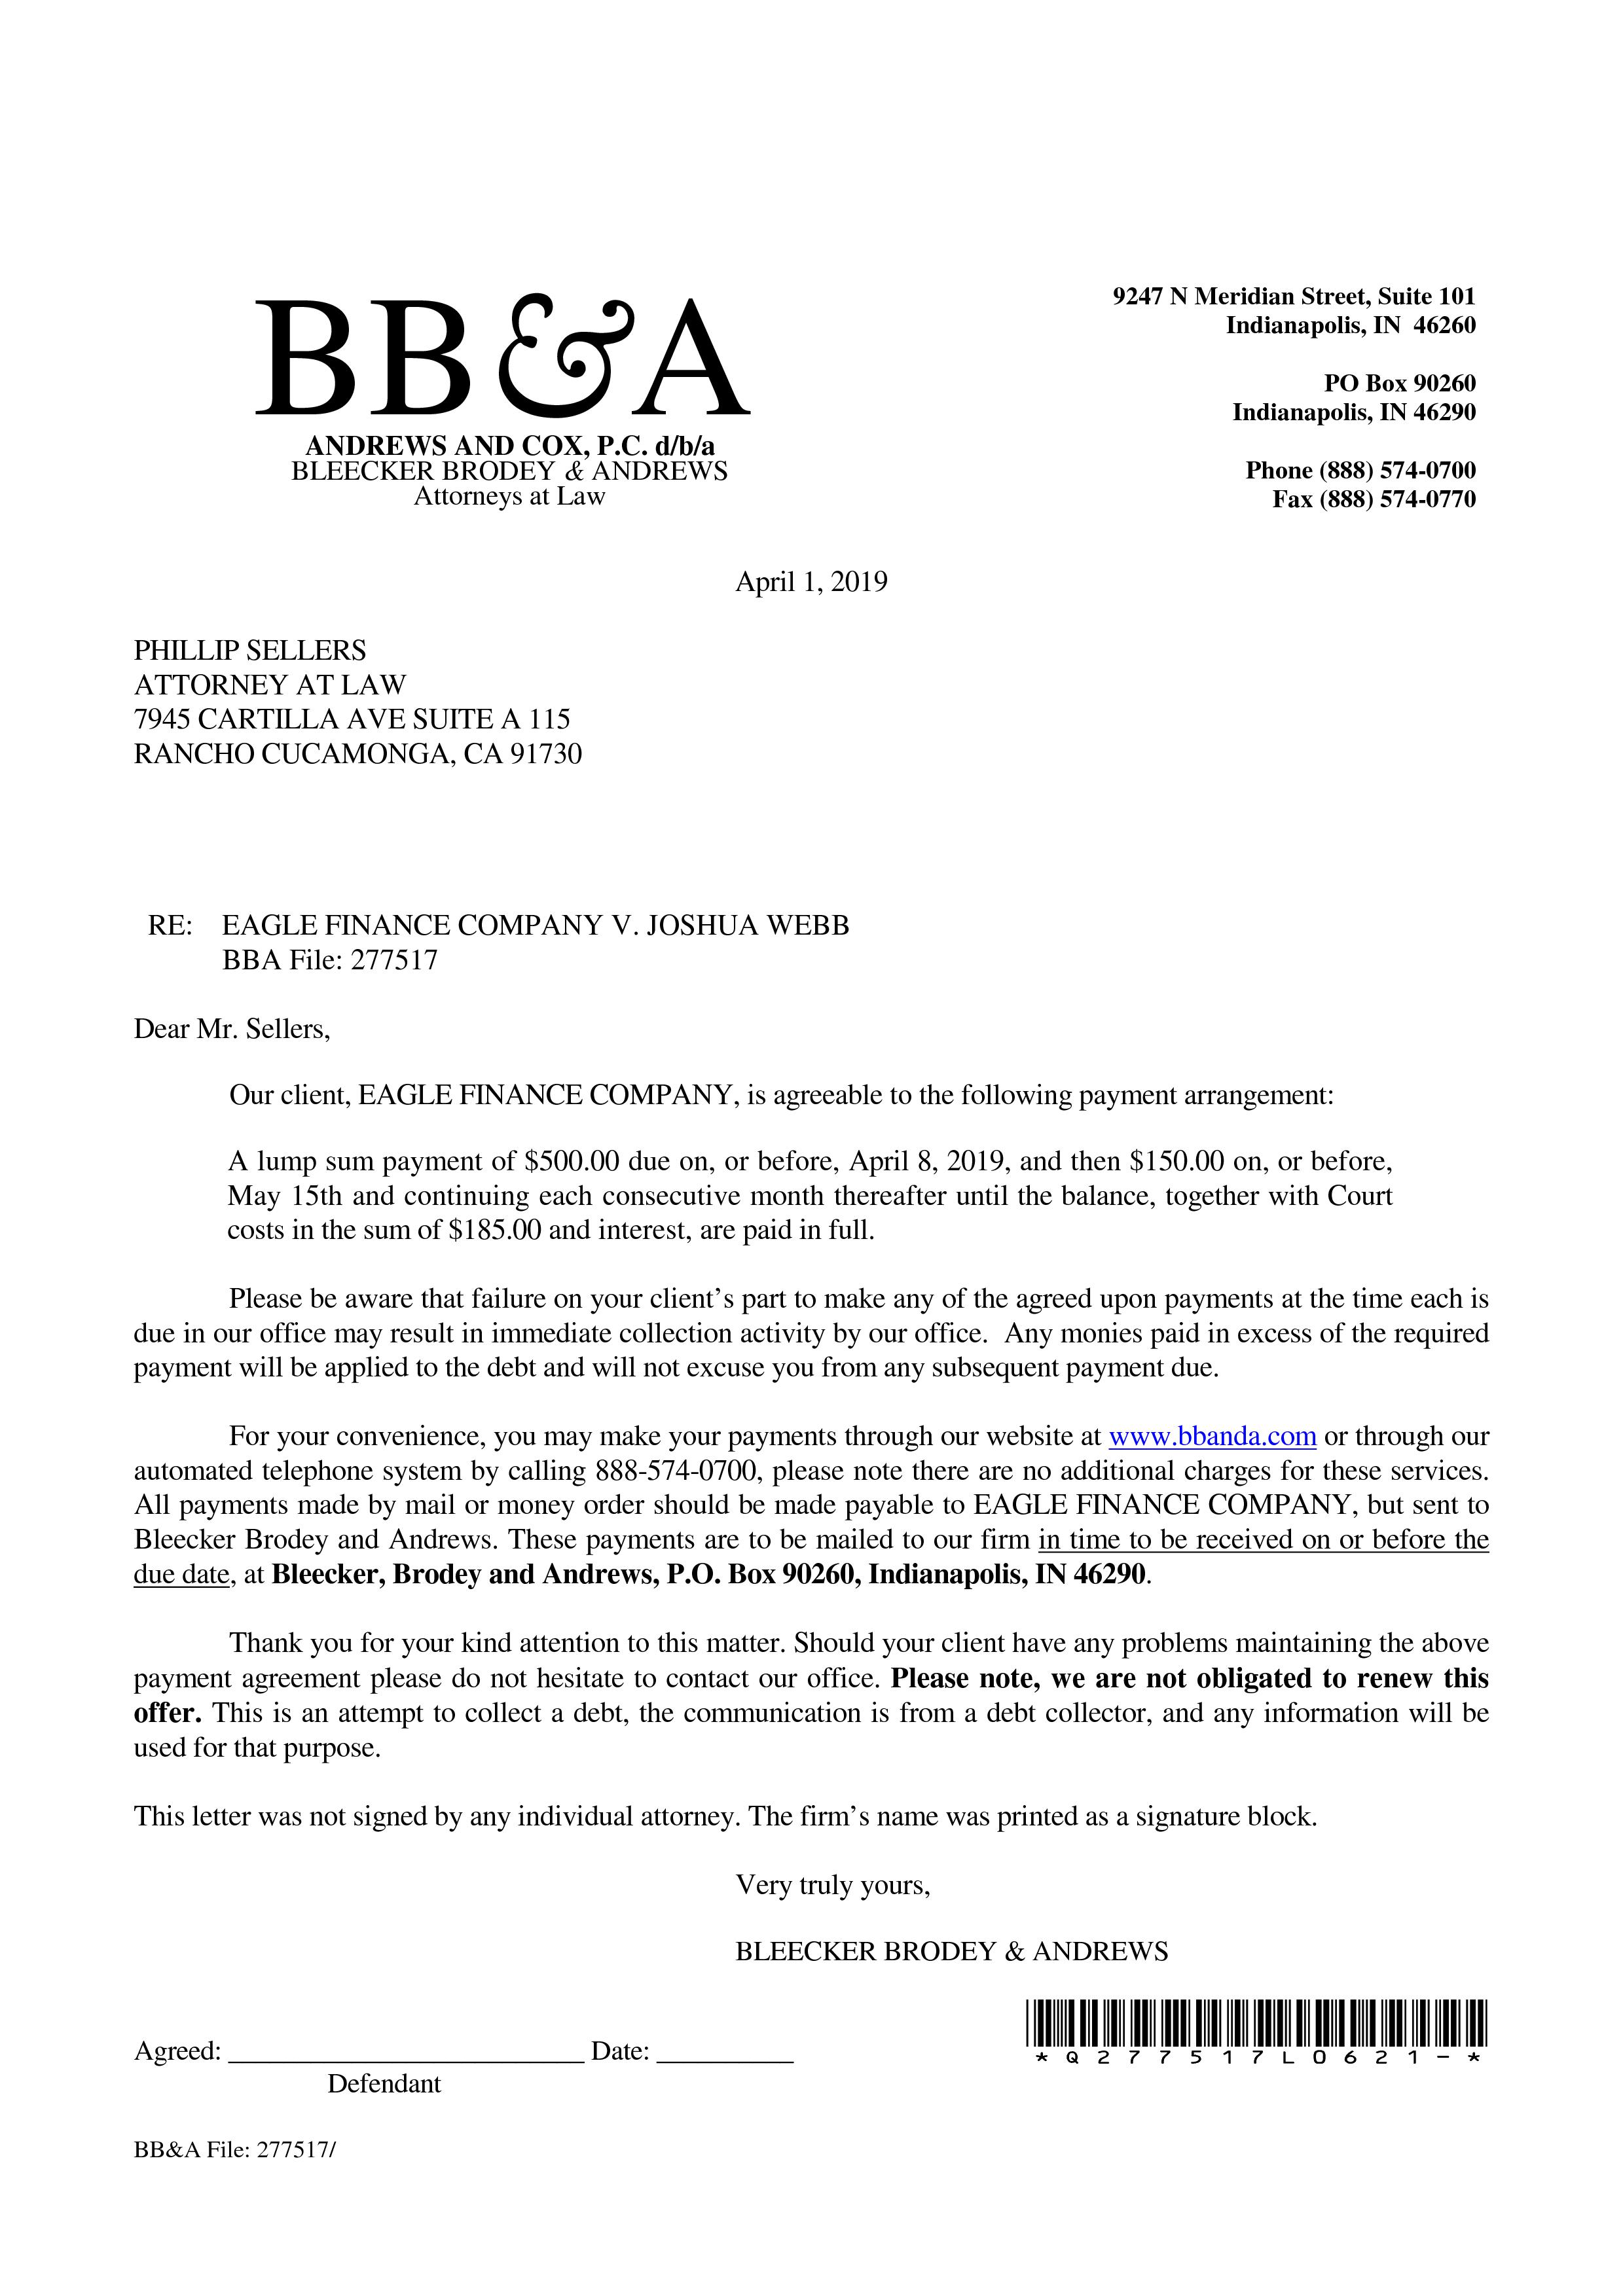 BB&A
ANDREWS AND COX, P.C. d/b/a
BLEECKER BRODEY & ANDREWS
Attorneys at Law
9247 N Meridian Street, Suite 101
Indianapolis, IN  46260
PO Box 90260
Indianapolis, IN 46290
Phone (888) 574-0700
Fax (888) 574-0770
April 1, 2019
PHILLIP SELLERS
ATTORNEY AT LAW
7945 CARTILLA AVE SUITE A 115
RANCHO CUCAMONGA, CA 91730
RE: EAGLE FINANCE COMPANY V. JOSHUA WEBB
BBA File: 277517
Dear Mr. Sellers,
Our client, EAGLE FINANCE COMPANY, is agreeable to the following payment arrangement:
A lump sum payment of $500.00 due on, or before, April 8, 2019, and then $150.00 on, or before,
May 15th and continuing each consecutive month thereafter until the balance, together with Court
costs in the sum of $185.00 and interest, are paid in full.
Please be aware that failure on your client's part to make any of the agreed upon payments at the time each is
due in our office may result in immediate collection activity by our office.  Any monies paid in excess of the required
payment will be applied to the debt and will not excuse you from any subsequent payment due.
For your convenience, you may make your payments through our website at www.bbanda.com or through our
automated telephone system by calling 888-574-0700, please note there are no additional charges for these services.
All payments made by mail or money order should be made payable to EAGLE FINANCE COMPANY, but sent to
Bleecker Brodey and Andrews. These payments are to be mailed to our firm in time to be received on or before the
due date, at Bleecker, Brodey and Andrews, P.O. Box 90260, Indianapolis, IN 46290.
Thank you for your kind attention to this matter. Should your client have any problems maintaining the above
payment agreement please do not hesitate to contact our office. Please note, we are not obligated to renew this
offer. This is an attempt to collect a debt, the communication is from a debt collector, and any information will be
used for that purpose.
This letter was not signed by any individual attorney. The firm's name was printed as a signature block.
Very truly yours,
BLEECKER BRODEY & ANDREWS
Agreed: __________________________ Date: __________
Defendant
*Q277517L0621-*
BB&A File: 277517/